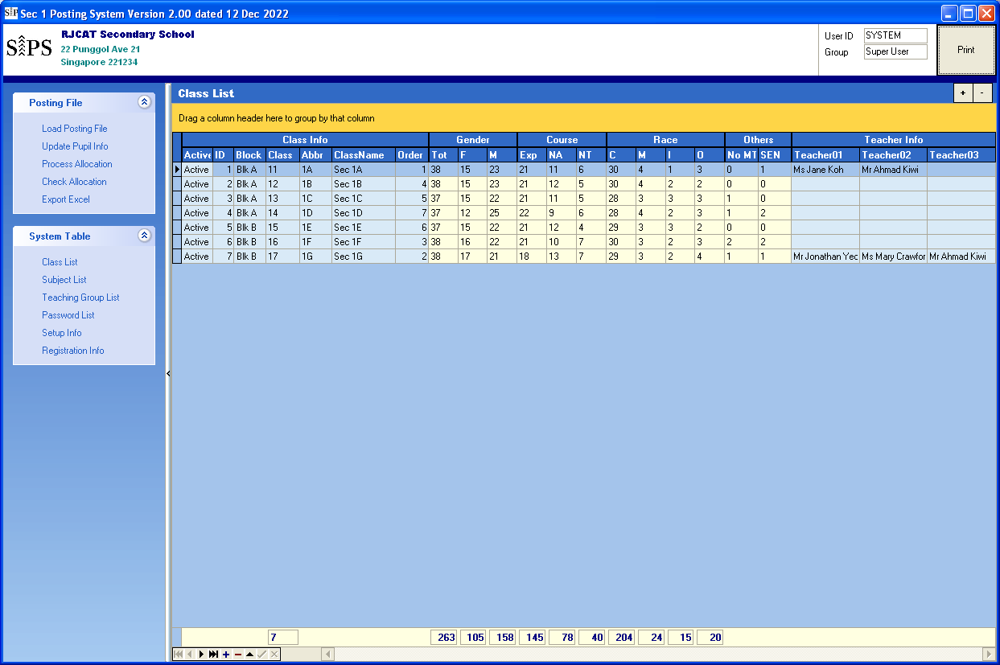 Sec 1 Posting System Version 2.00 dated 12 Dec 2022
SPS
RJCAT Secondary School
22 Punggol Ave 21
Singapore 221234
User ID SYSTEM
Group Super User
Print
Posting File
Load Posting File
Update Pupil Info
Process Allocation
Check Allocation
Export Excel
System Table
Class List
Subject List
Teaching Group List
Password List
Setup Info
Registration Info
Class List + -
Drag a column header here to group by that column
Class Info Gender Course Race Others Teacher Info
Active ID Block Class Abbr ClassName Order Tot F M Exp NA NT C M I O No MT SEN Teacher01 Teacher02 Teacher03
Active 1 Blk A 11 1A Sec 1A 1 38 15 23 21 11 6 30 4 1 3 0 1 Ms Jane Koh Mr Ahmad Kiwi
Active 2 Blk A 12 1B Sec 1B 4 38 15 23 21 12 5 30 4 2 2 0 0
Active 3 Blk A 13 1C Sec 1C 5 37 15 22 21 11 5 28 3 3 3 1 0
Active 4 Blk A 14 1D Sec 1D 7 37 12 25 22 9 6 28 4 2 3 1 2
Active 5 Blk B 15 1E Sec 1E 6 37 15 22 21 12 4 29 3 3 2 0 0
Active 6 Blk B 16 1F Sec 1F 3 38 16 22 21 10 7 30 3 2 3 2 2
Active 7 Blk B 17 1G Sec 1G 2 38 17 21 18 13 7 29 3 2 4 1 1 Mr Jonathan Yeo Ms Mary Crawfor Mr Ahmad Kiwi
7 263 105 158 145 78 40 204 24 15 20